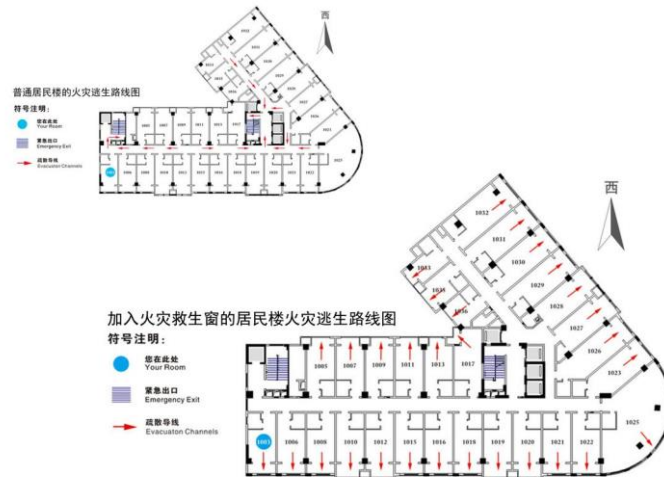 西
普通居民楼的火灾逃生路线图
符号注明:
您在此处
Your Room
紧急出口
Emergency Exit
疏散导线
Evacuaton Channels
西
1032
1031
1030
1029
1028
1027
1026
1023
1025
1033
1035
1036
加入火灾救生窗的居民楼火灾逃生路线图
符号注明:
您在此处
Your Room
紧急出口
Emergency Exit
疏散导线
Evacuaton Channels
1005 1007 1009 1011 1013 1017
1003 1006 1008 1010 1012 1015 1016 1018 1019 1020 1021 1022